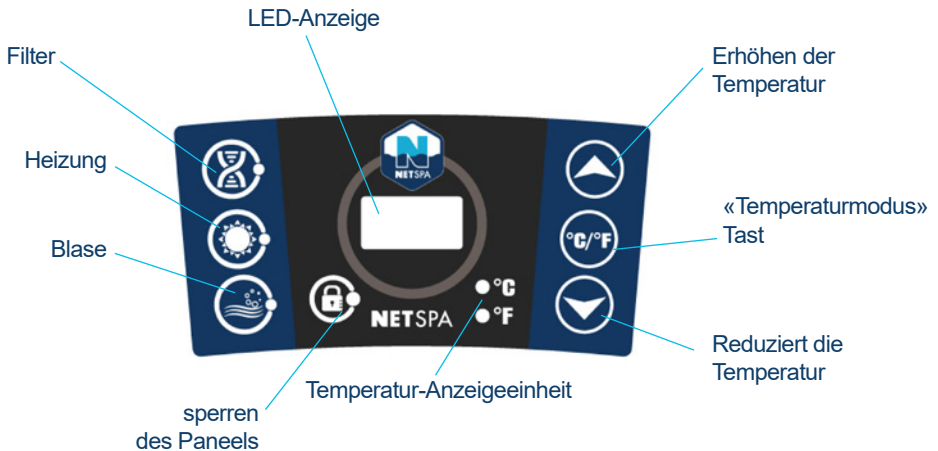 LED-Anzeige
Filter
Erhöhen der
Temperatur
Heizung
«Temperaturmodus»
Tast
Blase
N
NETSPA
°C/°F
°C
NETSPA
°F
Reduziert die
Temperatur
Temperatur-Anzeigeeinheit
sperren
des Paneels